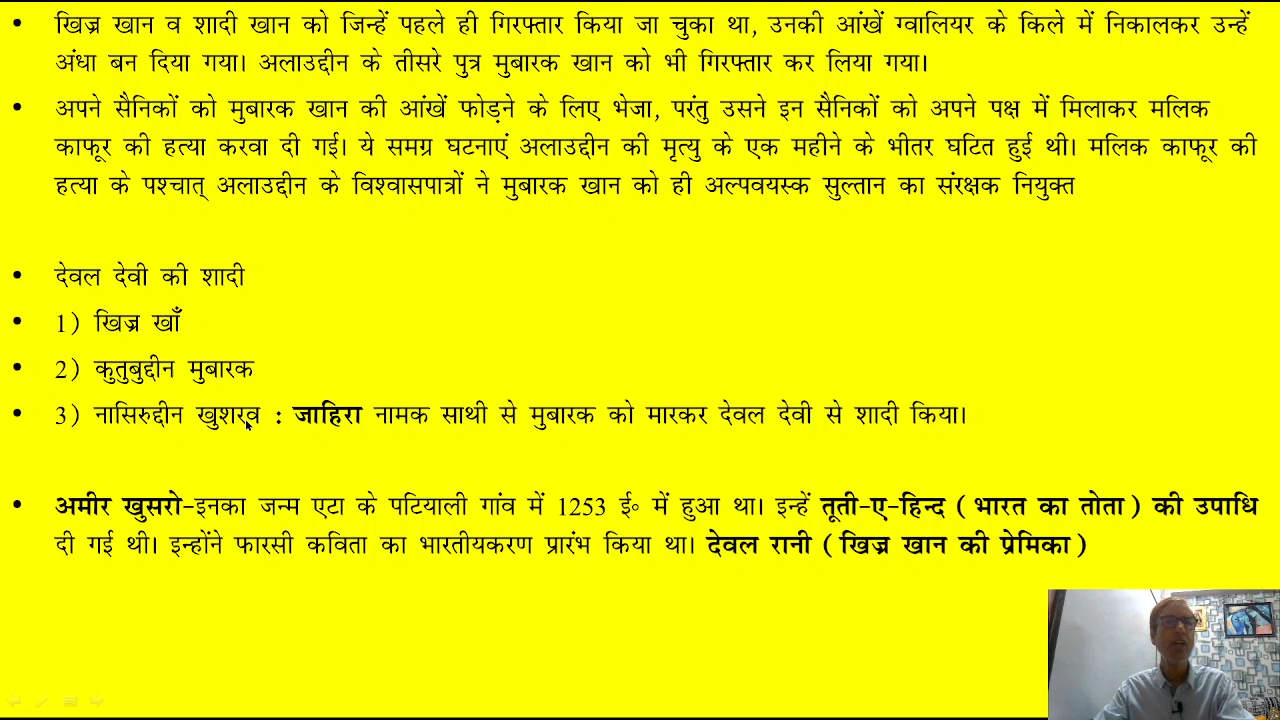 • खिज्र खान व शादी खान को जिन्हें पहले ही गिरफ्तार किया जा चुका था, उनकी आंखें ग्वालियर के किले में निकालकर उन्हें
अंधा बन दिया गया। अलाउद्दीन के तीसरे पुत्र मुबारक खान को भी गिरफ्तार कर लिया गया।
• अपने सैनिकों को मुबारक खान की आंखें फोड़ने के लिए भेजा, परंतु उसने इन सैनिकों को अपने पक्ष में मिलाकर मलिक
काफूर की हत्या करवा दी गई। ये समग्र घटनाएं अलाउद्दीन की मृत्यु के एक महीने के भीतर घटित हुई थी। मलिक काफूर की
हत्या के पश्चात् अलाउद्दीन के विश्वासपात्रों ने मुबारक खान को ही अल्पवयस्क सुल्तान का संरक्षक नियुक्त
• देवल देवी की शादी
• 1) खिज्र खाँ
• 2) कुतुबुद्दीन मुबारक
• 3) नासिरुद्दीन खुशरव : जाहिरा नामक साथी से मुबारक को मारकर देवल देवी से शादी किया।
• अमीर खुसरो-इनका जन्म एटा के पटियाली गांव में 1253 ई॰ में हुआ था। इन्हें तूती-ए-हिन्द (भारत का तोता) की उपाधि
दी गई थी। इन्होंने फारसी कविता का भारतीयकरण प्रारंभ किया था। देवल रानी (खिज्र खान की प्रेमिका)